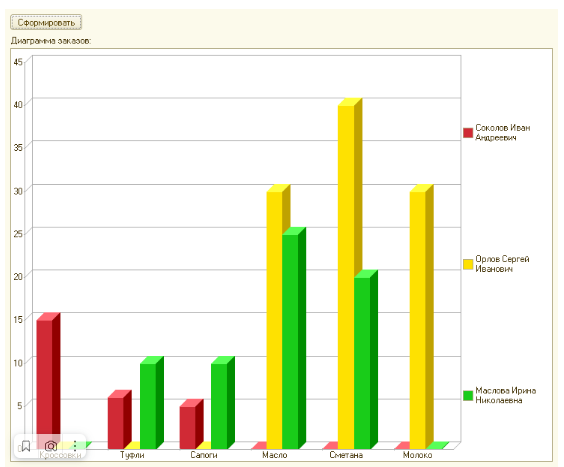 Сформировать
Диаграмма заказов:
45
40
35
30
25
20
15
10
5
Кроссовки
Туфли
Сапоги
Масло
Сметана
Молоко
Соколов Иван
Андреевич
Орлов Сергей
Иванович
Маслова Ирина
Николаевна